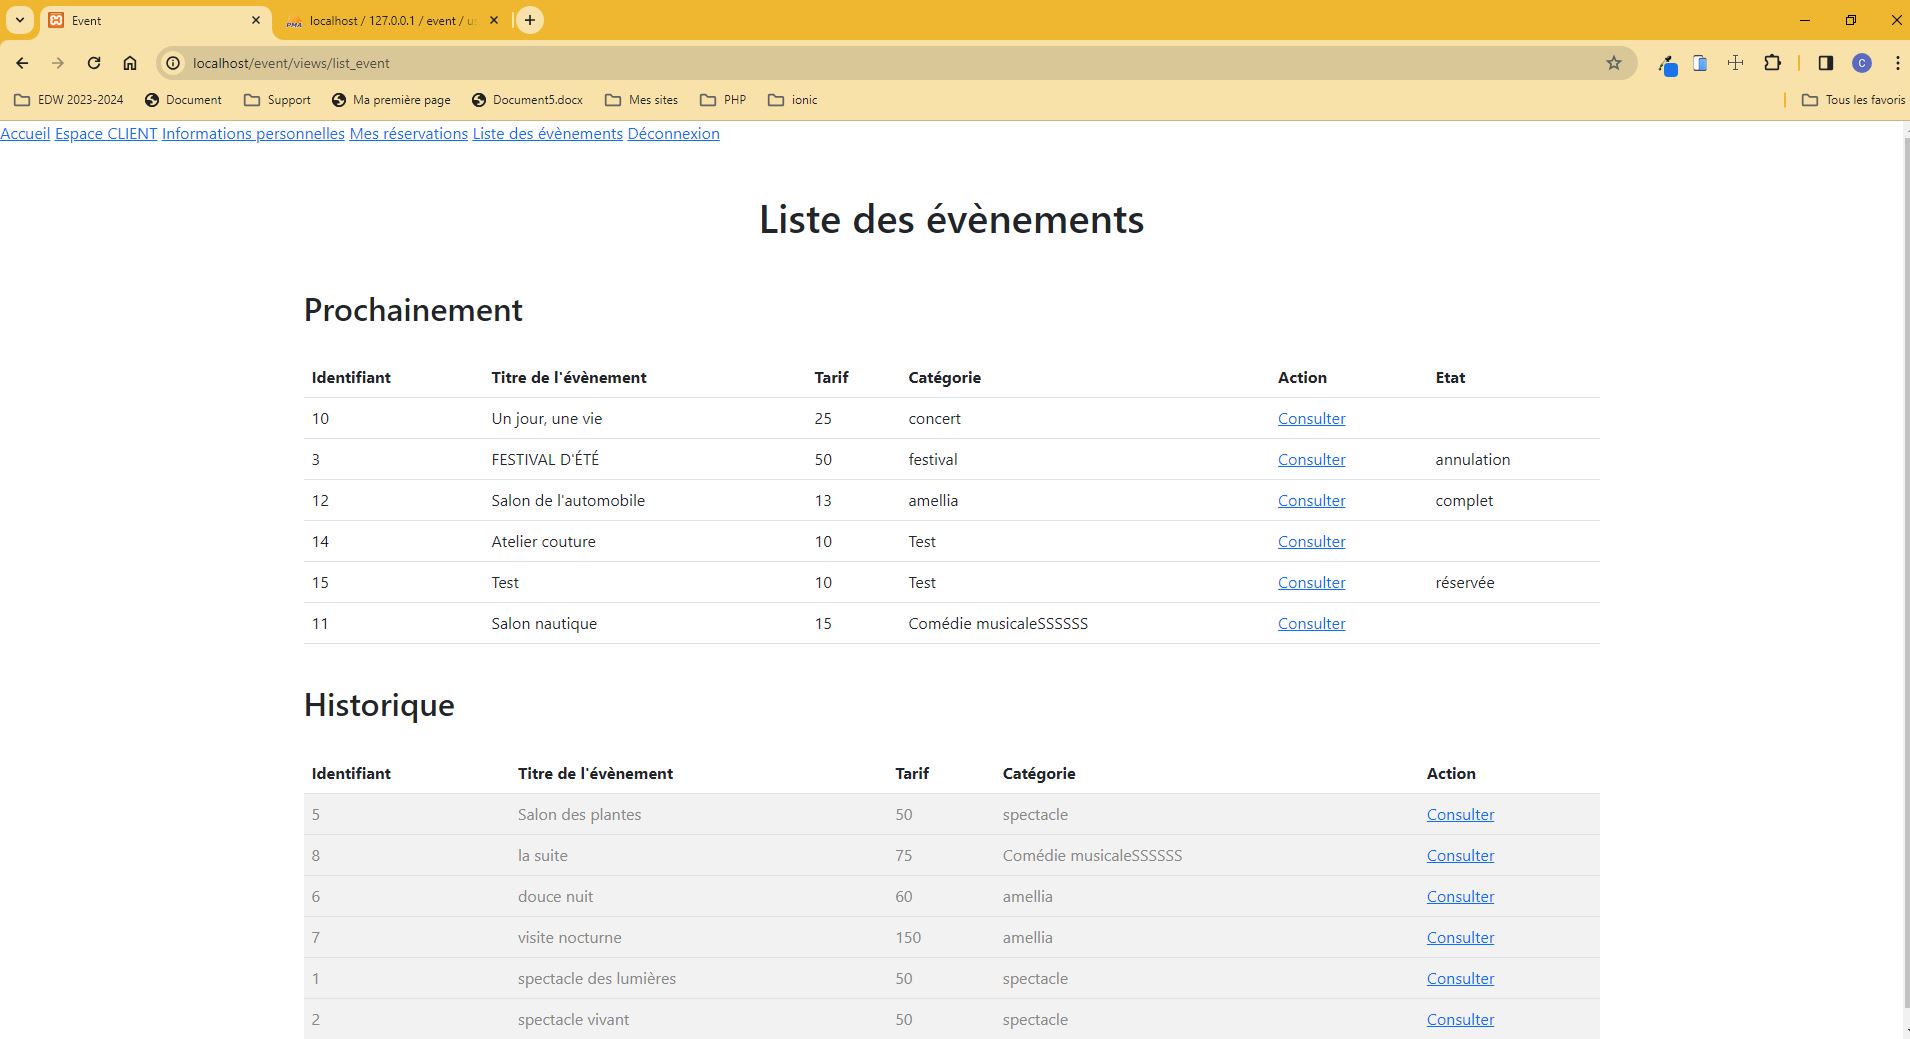 Event
localhost / 127.0.0.1 / event / u
localhost/event/views/list_event
EDW 2023-2024 Document Support Ma première page Document5.docx Mes sites PHP ionic Tous les favoris
Accueil Espace CLIENT Informations personnelles Mes réservations Liste des évènements Déconnexion
Liste des évènements
Prochainement
Identifiant Titre de l'évènement Tarif Catégorie Action Etat
10 Un jour, une vie 25 concert Consulter
3 FESTIVAL D'ÉTÉ 50 festival Consulter annulation
12 Salon de l'automobile 13 amellia Consulter complet
14 Atelier couture 10 Test Consulter
15 Test 10 Test Consulter réservée
11 Salon nautique 15 Comédie musicaleSSSSSS Consulter
Historique
Identifiant Titre de l'évènement Tarif Catégorie Action
5 Salon des plantes 50 spectacle Consulter
8 la suite 75 Comédie musicaleSSSSSS Consulter
6 douce nuit 60 amellia Consulter
7 visite nocturne 150 amellia Consulter
1 spectacle des lumières 50 spectacle Consulter
2 spectacle vivant 50 spectacle Consulter